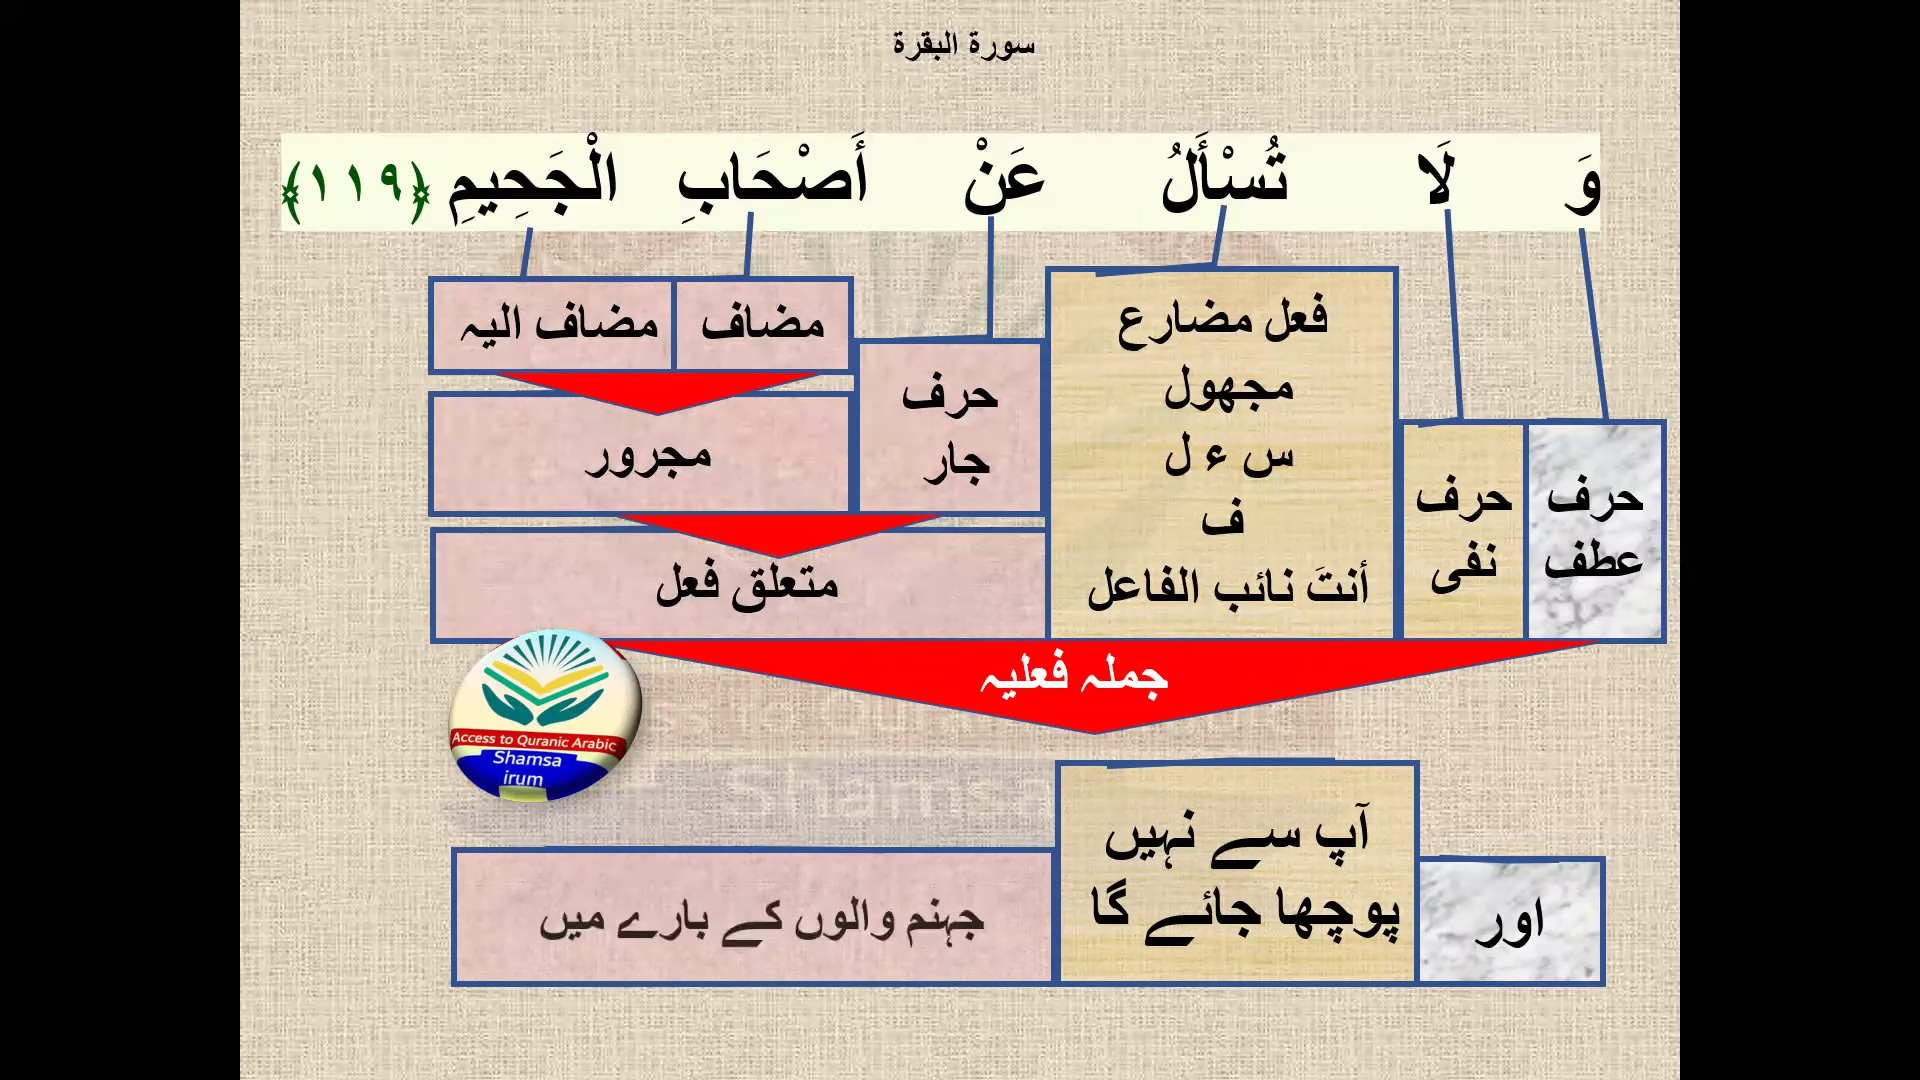 سورة البقرة
وَ لَا تُسْأَلُ عَنْ أَصْحَابِ الْجَحِيمِ ﴿١١٩﴾
مضاف
مضاف الیہ
مجرور
حرف
جار
متعلق فعل
فعل مضارع
مجھول
س ء ل
ف
أنتَ نائب الفاعل
حرف
نفی
حرف
عطف
جملہ فعلیہ
اور
آپ سے نہیں
پوچھا جائے گا
جہنم والوں کے بارے میں
Access to Quranic Arabic
Shamsa
irum